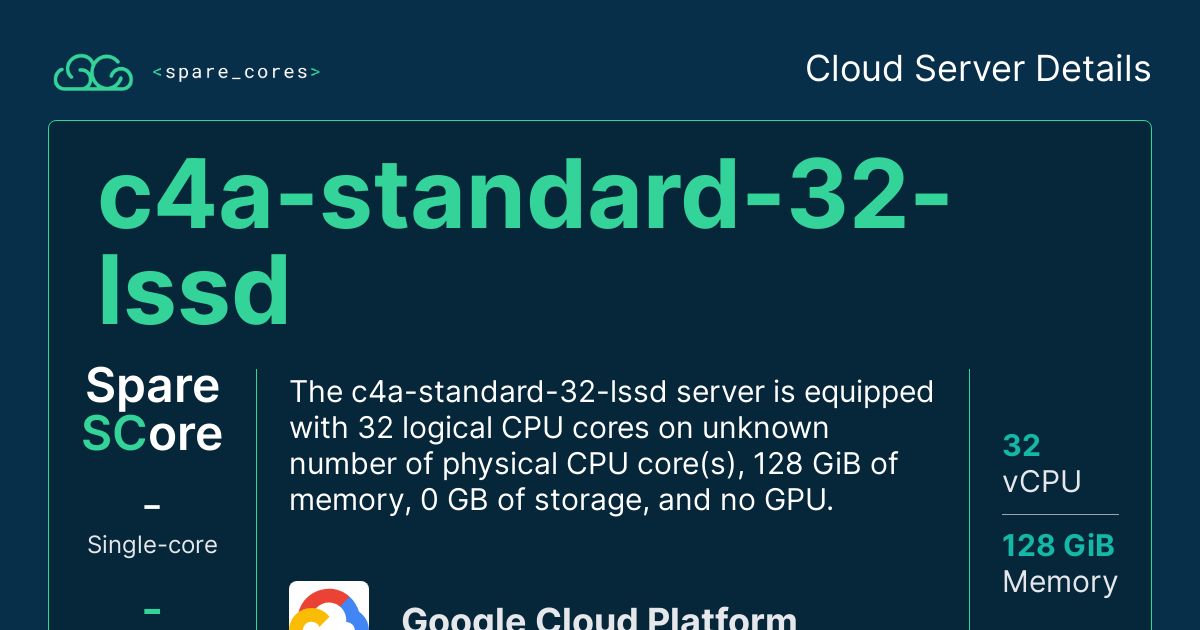 <spare_cores>
Cloud Server Details
c4a-standard-32-
lssd
Spare
SCore
-
Single-core
-
The c4a-standard-32-lssd server is equipped
with 32 logical CPU cores on unknown
number of physical CPU core(s), 128 GiB of
memory, 0 GB of storage, and no GPU.
Google Cloud Platform
32
vCPU
128 GiB
Memory